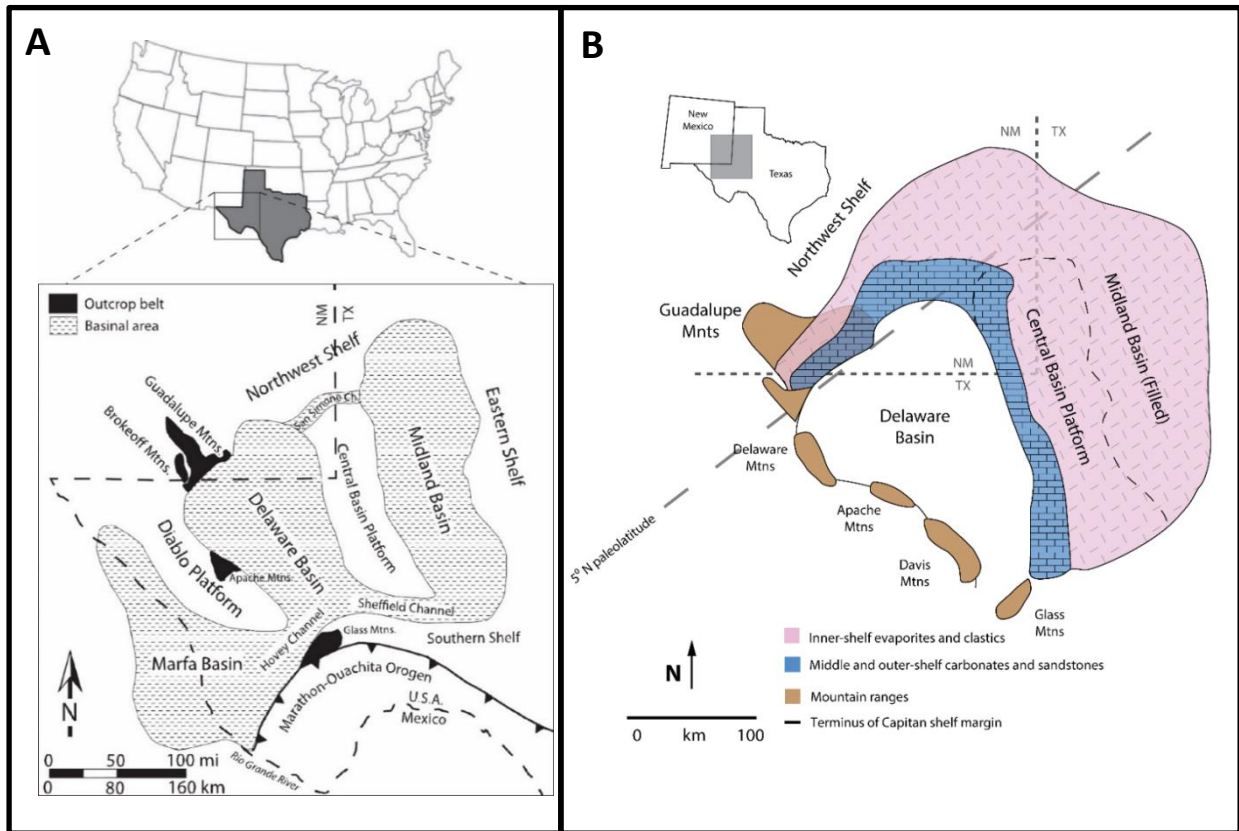 A
Outcrop belt
Basinal area
NM
TX
Northwest Shelf
San Simone Ch.
Guadalupe Mtns.
Brokeoff Mtns.
Eastern Shelf
Midland Basin
Central Basin Platform
Delaware Basin
Diablo Platform
Apache Mtns.
Sheffield Channel
Hovey Channel
Glass Mtns.
Southern Shelf
Marfa Basin
Marathon-Ouachita Orogen
U.S.A.
Mexico
N
Rio Grande River
0 50 100 mi
0 80 160 km
B
New
Mexico
Texas
NM TX
Northwest Shelf
Guadalupe
Mnts
Central Basin Platform
Midland Basin (Filled)
NM
TX
Delaware
Basin
Delaware
Mtns
Apache
Mtns
5° N paleolatitude
Davis
Mtns
Glass
Mtns
N
0 km 100
Inner-shelf evaporites and clastics
Middle and outer-shelf carbonates and sandstones
Mountain ranges
Terminus of Capitan shelf margin